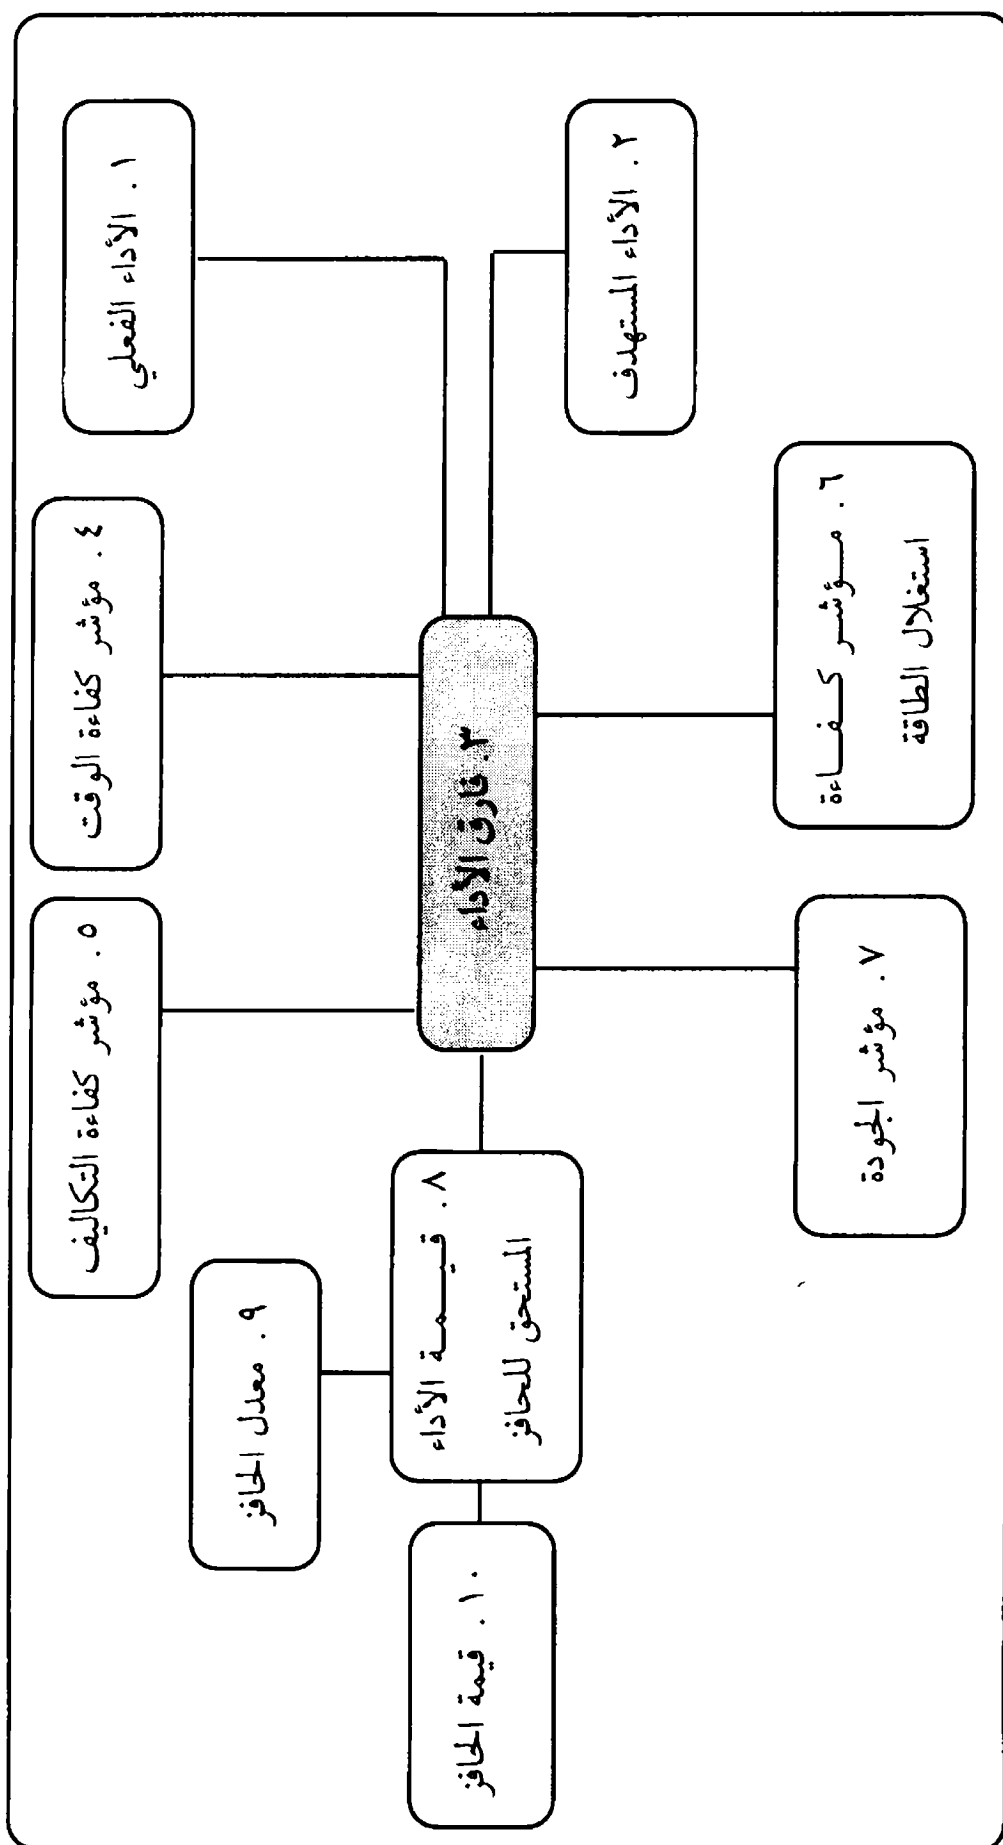 ١. الأداء الفعلي
٢. الأداء المستهدف
٣. فارق الأداء
٤. مؤشر كفاءة الوقت
٥. مؤشر كفاءة التكاليف
٦. مؤشر كفاءة
استغلال الطاقة
٧. مؤشر الجودة
٨. قيمة الأداء
المستحق للحافز
٩. معدل الحافز
١٠. قيمة الحافز